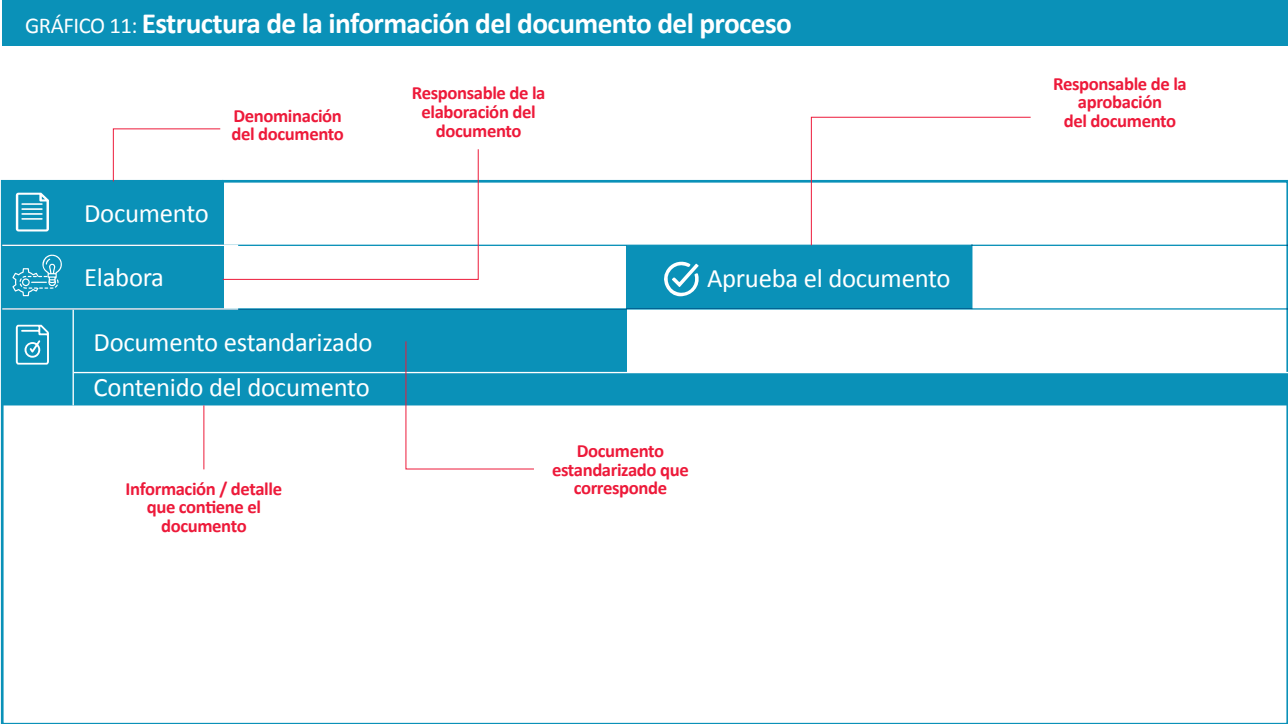 GRÁFICO 11: Estructura de la información del documento del proceso
Denominación
del documento
Responsable de la
elaboración del
documento
Responsable de la
aprobación
del documento
Documento
Elabora
Aprueba el documento
Documento estandarizado
Contenido del documento
Información / detalle
que contiene el
documento
Documento
estandarizado que
corresponde